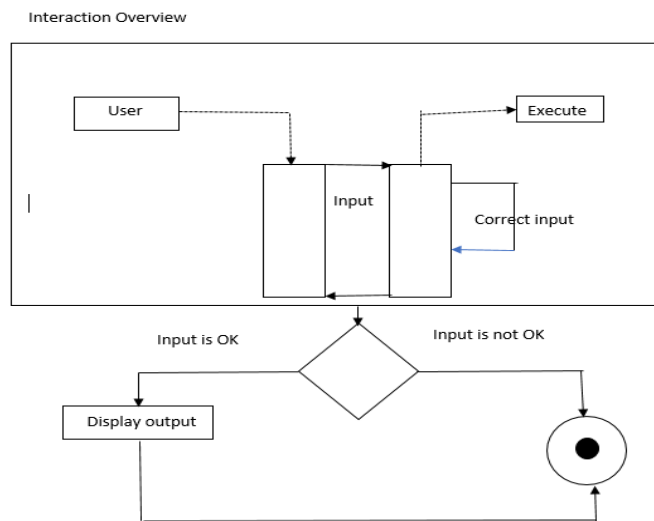 Interaction Overview
User
Execute
Input
Correct input
Input is OK
Input is not OK
Display output